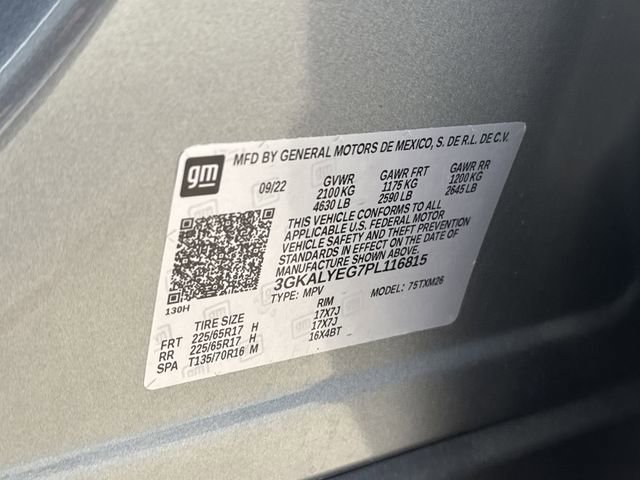 gm
MFD BY GENERAL MOTORS DE MEXICO, S. DE R.L. DE C.V.
09/22 GVWR GAWR FRT GAWR RR
2100 KG 1175 KG 1200 KG
4630 LB 2590 LB 2645 LB
THIS VEHICLE CONFORMS TO ALL
APPLICABLE U.S. FEDERAL MOTOR
VEHICLE SAFETY AND THEFT PREVENTION
STANDARDS IN EFFECT ON THE DATE OF
MANUFACTURE SHOWN ABOVE.
3GKALYEG7PL116815
TYPE: MPV MODEL: 75TXM26
130H
TIRE SIZE RIM
FRT 225/65R17 H 17X7J
RR 225/65R17 H 17X7J
SPA T135/70R16 M 16X4BT